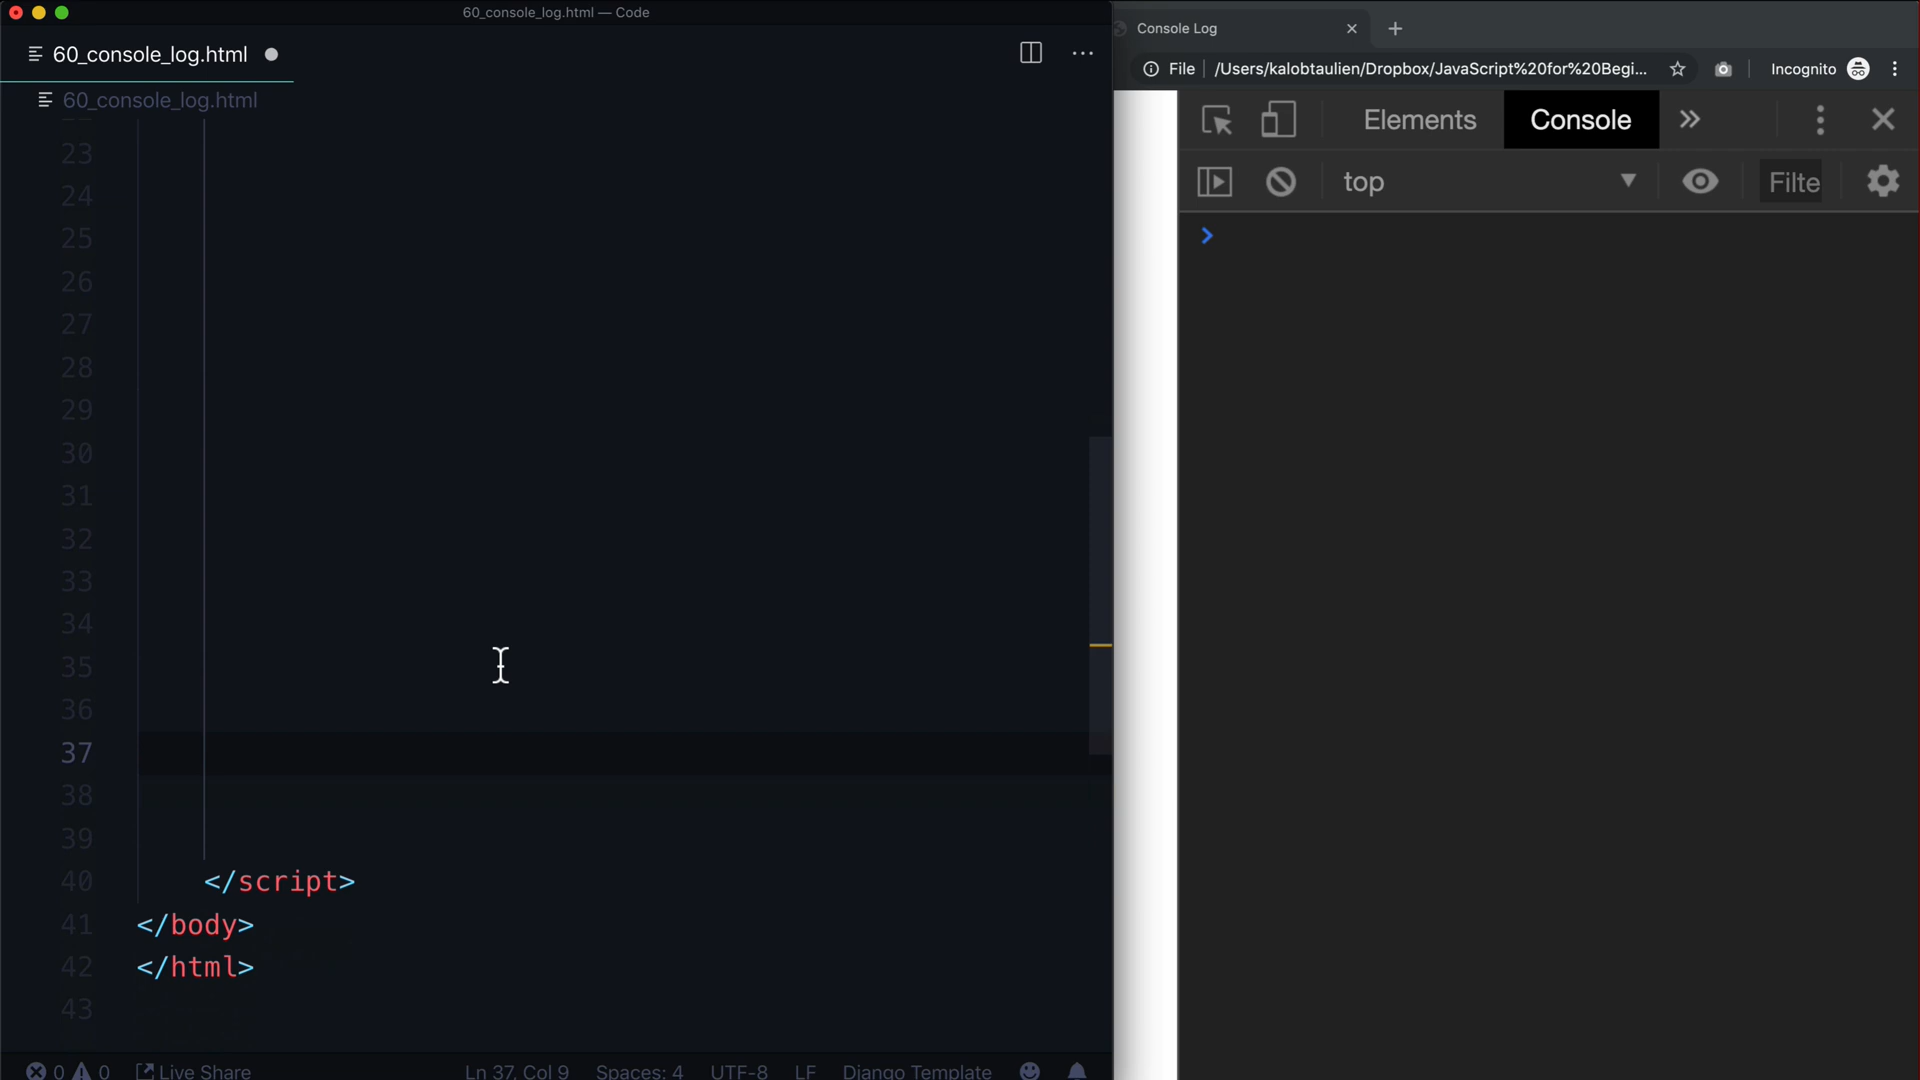 60_console_log.html — Code
60_console_log.html
60_console_log.html
23
24
25
26
27
28
29
30
31
32
33
34
35
36
37
38
39
40 </script>
41 </body>
42 </html>
43
0 0 Live Share Ln 37, Col 9 Spaces: 4 UTF-8 LF Django Template
Console Log
File /Users/kalobtaulien/Dropbox/JavaScript%20for%20Begi... Incognito
Elements Console
top Filte